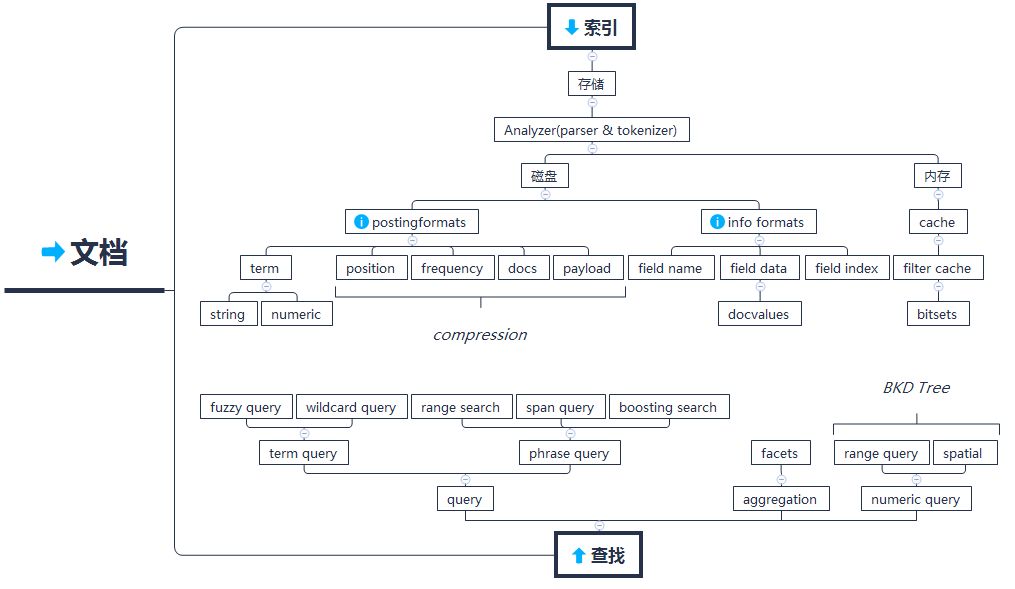 索引
存储
Analyzer(parser & tokenizer)
磁盘
内存
postingformats
info formats
cache
文档
term
position
frequency
docs
payload
field name
field data
field index
filter cache
string
numeric
docvalues
bitsets
compression
BKD Tree
fuzzy query
wildcard query
range search
span query
boosting search
term query
phrase query
facets
range query
spatial
query
aggregation
numeric query
查找